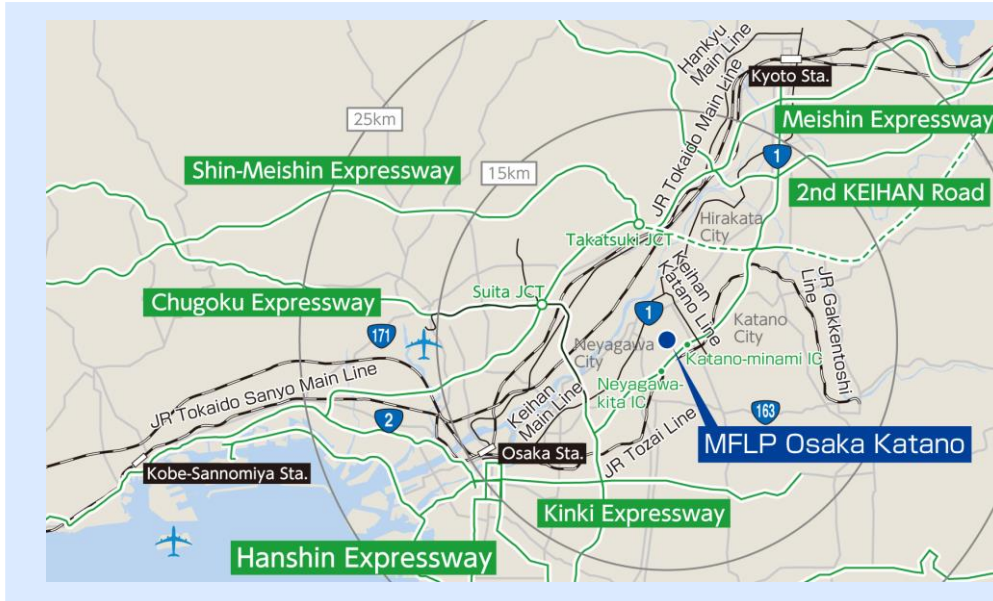 Hankyu
Main Line
JR Tokaido Main Line
Kyoto Sta.
25km
Meishin Expressway
1
15km
Shin-Meishin Expressway
2nd KEIHAN Road
Hirakata
City
Takatsuki JCT
Keihan
Katano Line
JR Gakkentoshi
Line
Suita JCT
Chugoku Expressway
1
Katano
City
171
Neyagawa
City
Katano-minami IC
JR Tokaido Sanyo Main Line
Neyagawa-
kita IC
Keihan
Main Line
2
163
JR Tozai Line
MFLP Osaka Katano
Osaka Sta.
Kobe-Sannomiya Sta.
Kinki Expressway
Hanshin Expressway